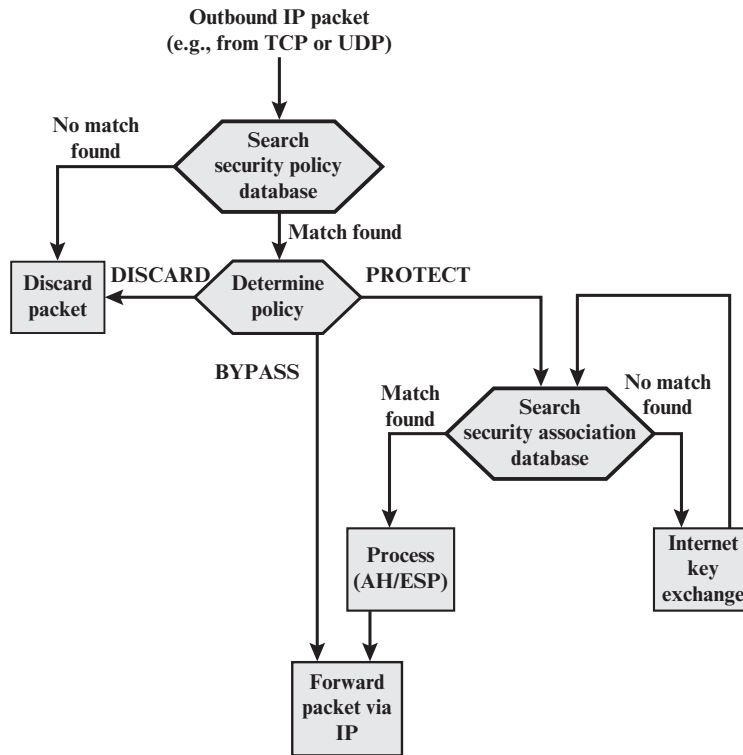 Outbound IP packet
(e.g., from TCP or UDP)
No match
found
Search
security policy
database
Match found
Discard
packet
DISCARD
Determine
policy
PROTECT
BYPASS
Match
found
Search
security association
database
No match
found
Process
(AH/ESP)
Internet
key
exchange
Forward
packet via
IP